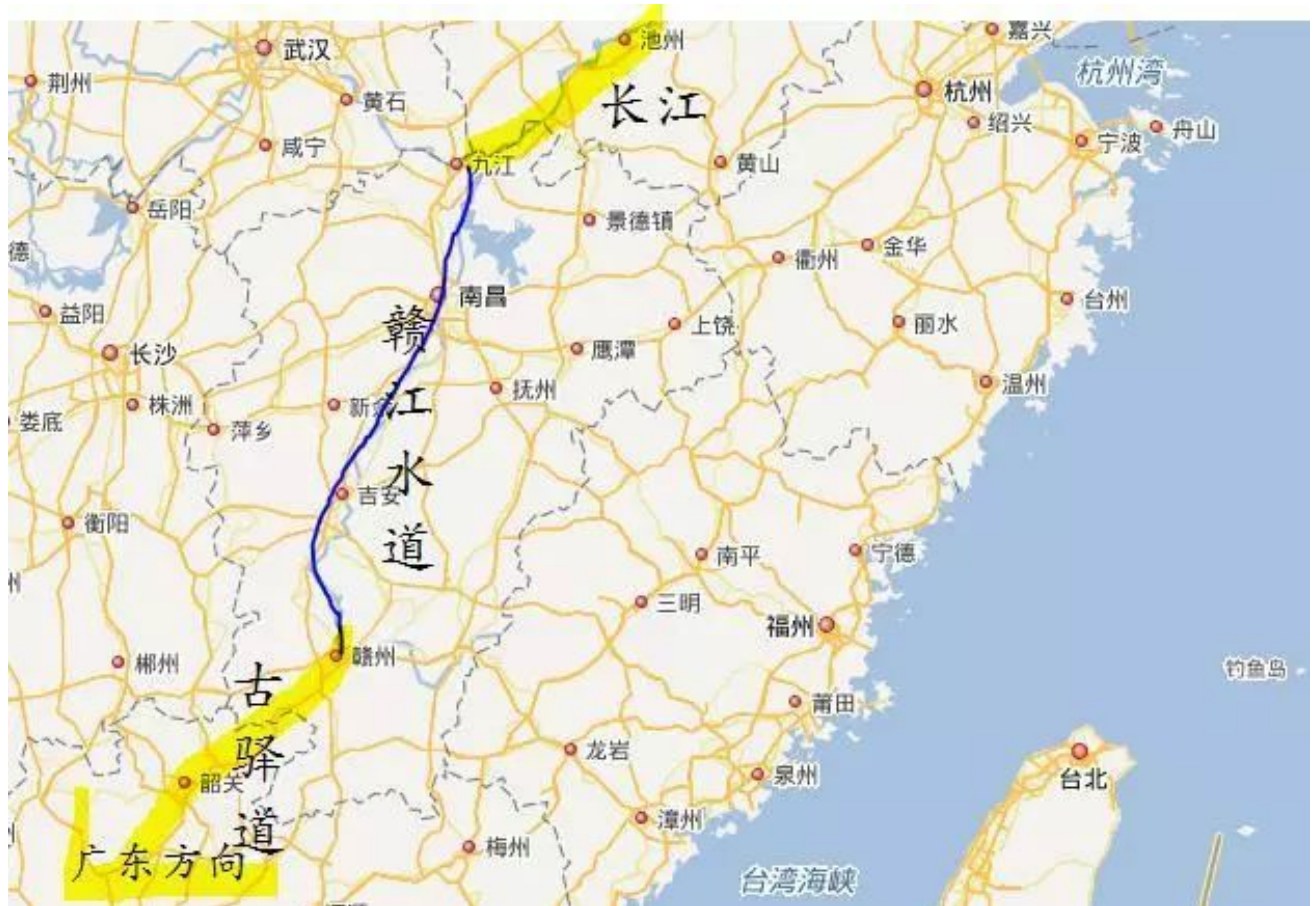 池州
嘉兴
武汉
荆州
杭州湾
杭州
黄石
长江
绍兴
宁波
舟山
咸宁
九江
黄山
岳阳
景德镇
德
衢州
金华
南昌
台州
益阳
上饶
丽水
赣江水道
长沙
鹰潭
温州
抚州
株洲
娄底
萍乡
吉安
衡阳
南平
宁德
州
三明
福州
赣州
郴州
钓鱼岛
古驿道
莆田
龙岩
韶关
泉州
台北
漳州
梅州
广东方向
台湾海峡